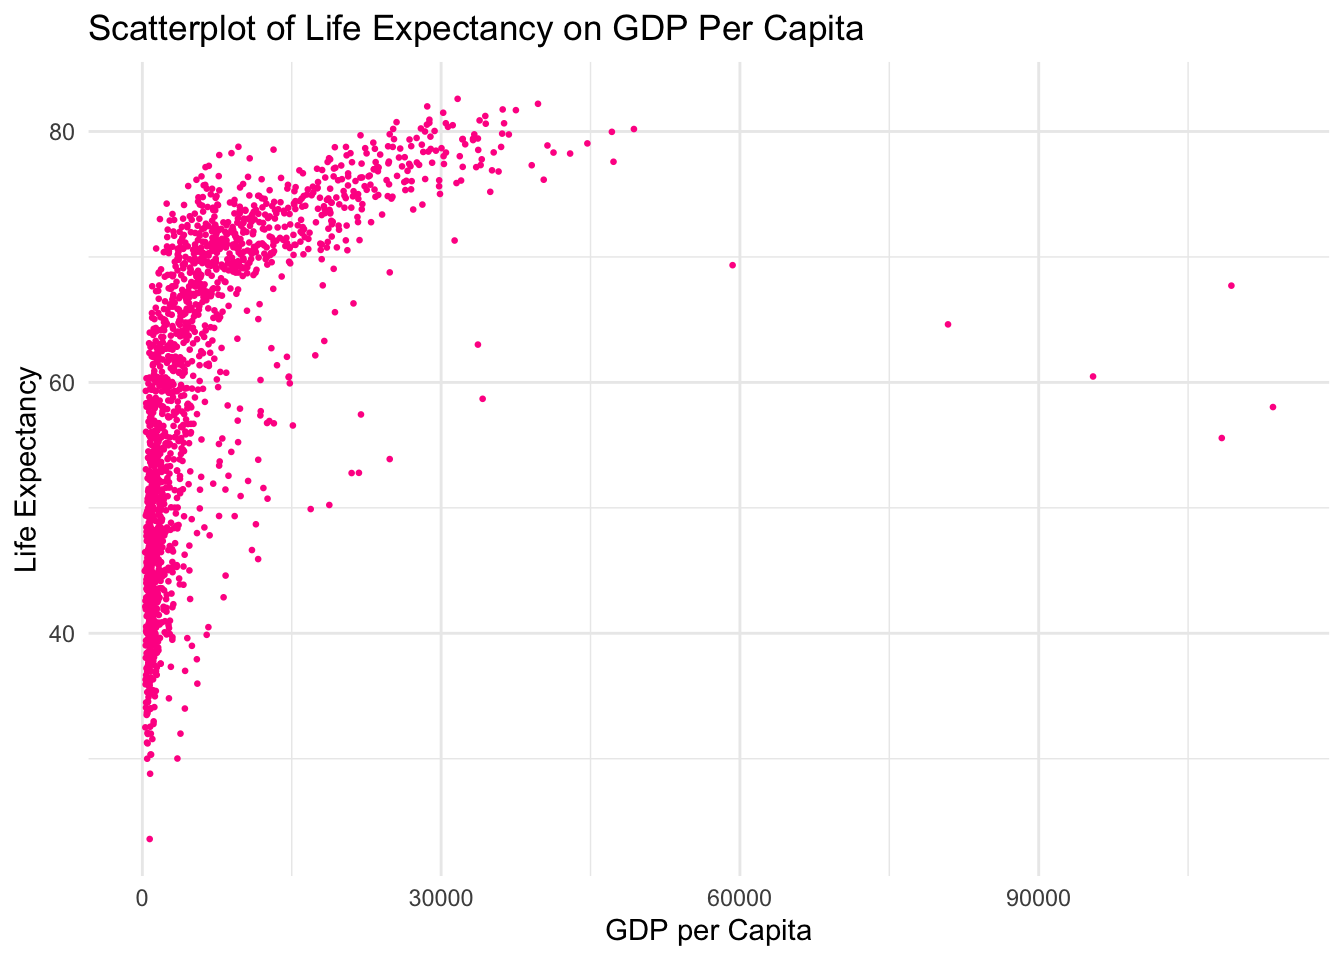 Scatterplot of Life Expectancy on GDP Per Capita
Life Expectancy
80
60
40
0
30000
60000
90000
GDP per Capita